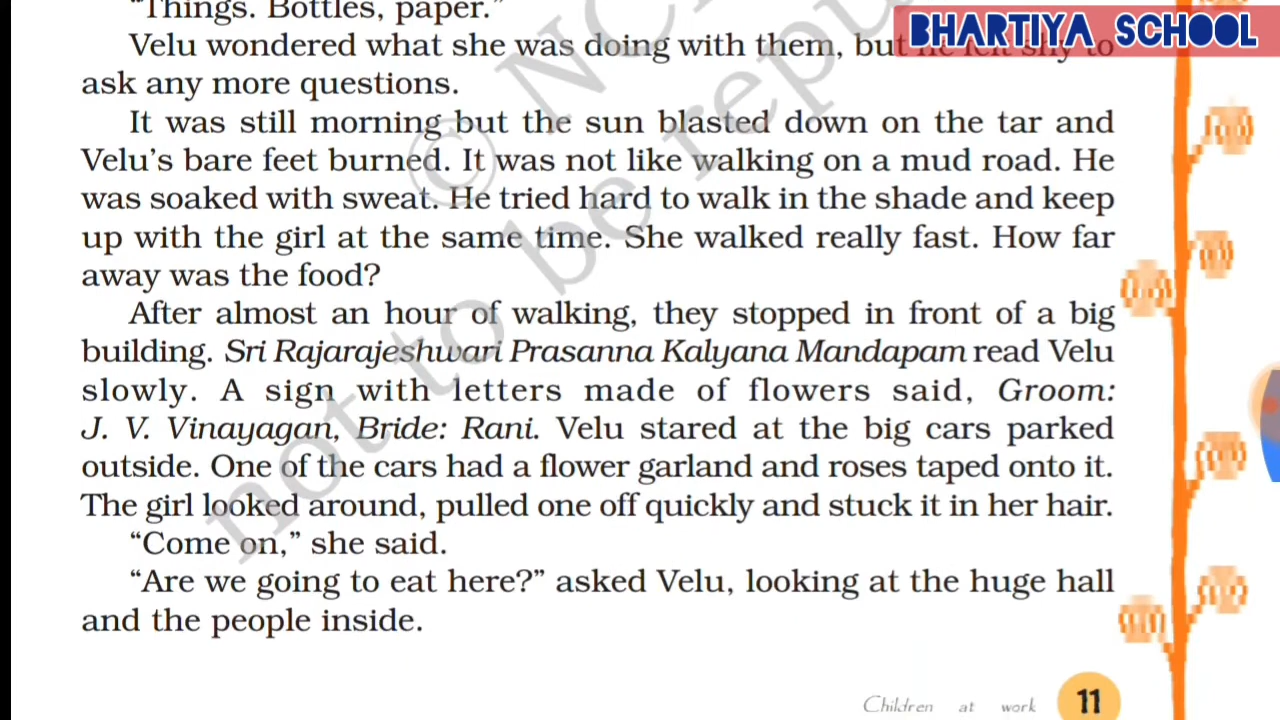 "Things. Bottles, paper."
BHARTIYA SCHOOL
Velu wondered what she was doing with them, but he felt shy to
ask any more questions.
It was still morning but the sun blasted down on the tar and
Velu's bare feet burned. It was not like walking on a mud road. He
was soaked with sweat. He tried hard to walk in the shade and keep
up with the girl at the same time. She walked really fast. How far
away was the food?
After almost an hour of walking, they stopped in front of a big
building. Sri Rajarajeshwari Prasanna Kalyana Mandapam read Velu
slowly. A sign with letters made of flowers said, Groom:
J. V. Vinayagan, Bride: Rani. Velu stared at the big cars parked
outside. One of the cars had a flower garland and roses taped onto it.
The girl looked around, pulled one off quickly and stuck it in her hair.
"Come on," she said.
"Are we going to eat here?" asked Velu, looking at the huge hall
and the people inside.
Children at work 11
not to be
©